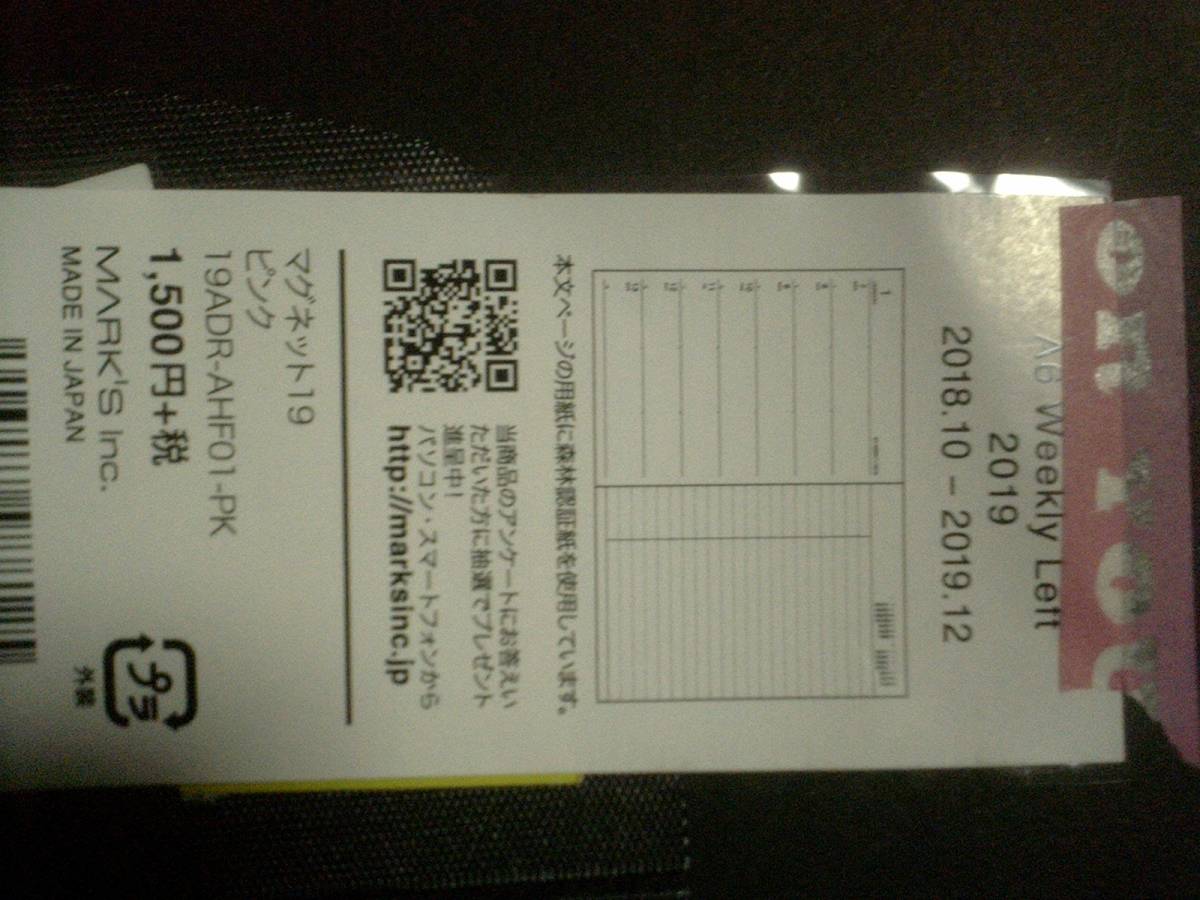 A6 Weekly Left
2019
2018.10 – 2019.12
本文ページの用紙に森林認証紙を使用しています。
当商品のアンケートにお答えい
ただいた方に抽選でプレゼント
進呈中！
パソコン・スマートフォンから
http://marksinc.jp
マグネット19
ピンク
19ADR-AHF01-PK
1,500円+税
MARK'S Inc.
MADE IN JAPAN
プラ
外装